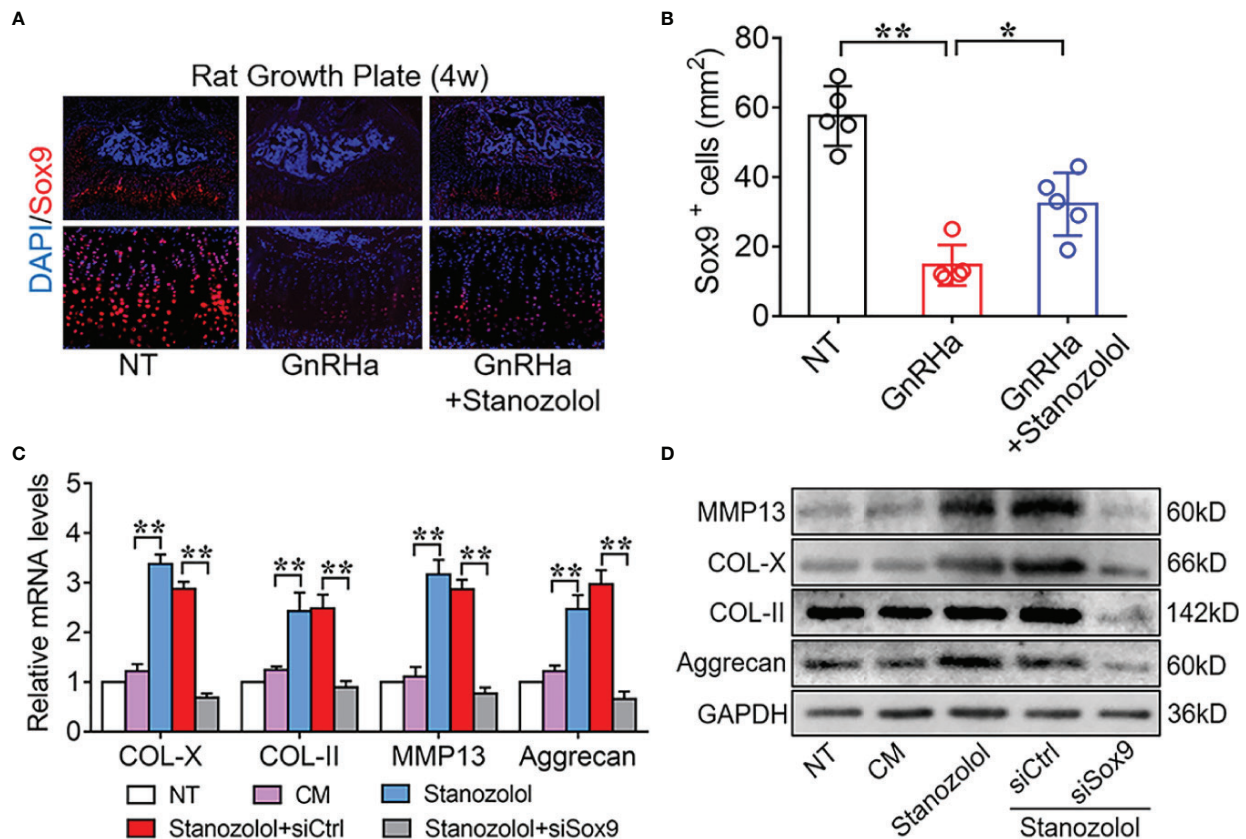 A
Rat Growth Plate (4w)
DAPI/Sox9
NT
GnRHa
GnRHa
+Stanozolol
B
**
*
Sox9 + cells (mm2)
80
60
40
20
0
NT
GnRHa
GnRHa
+Stanozolol
C
Relative mRNA levels
5
4
3
2
1
0
** ** ** ** ** ** ** **
COL-X COL-II MMP13 Aggrecan
NT CM Stanozolol
Stanozolol+siCtrl Stanozolol+siSox9
D
MMP13 60kD
COL-X 66kD
COL-II 142kD
Aggrecan 60kD
GAPDH 36kD
NT CM Stanozolol siCtrl siSox9
Stanozolol